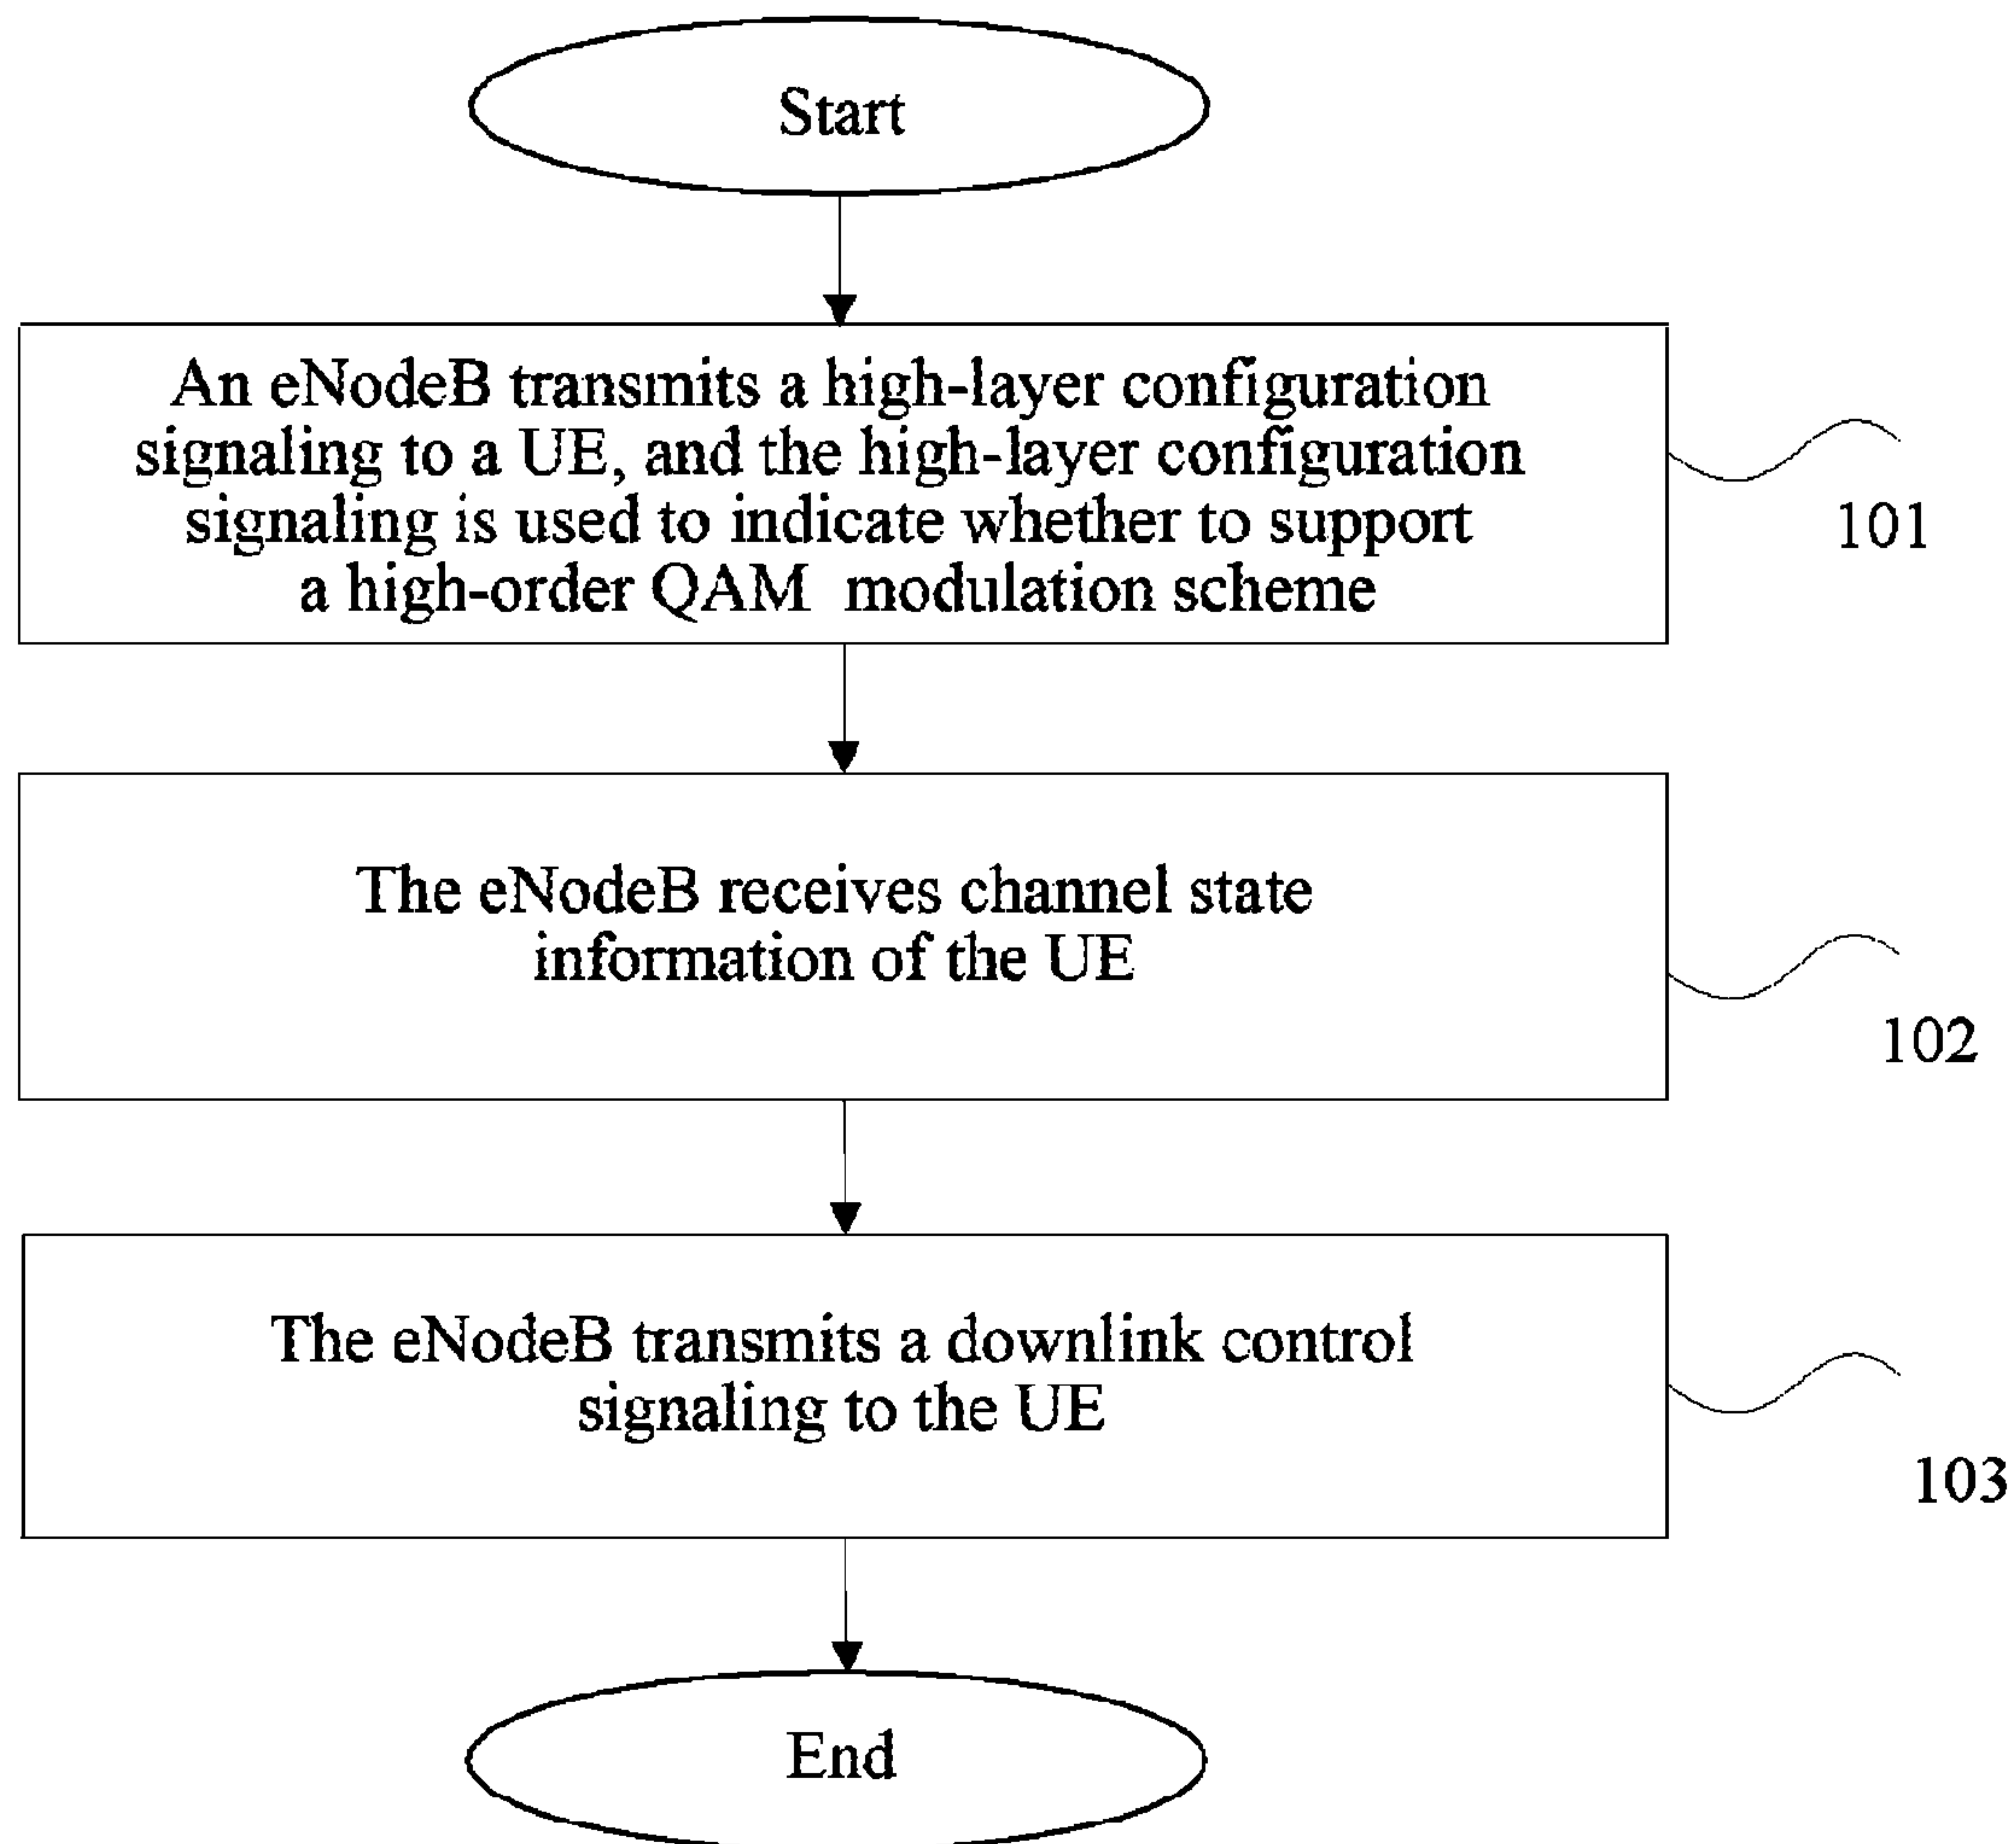 Start
An eNodeB transmits a high-layer configuration
signaling to a UE, and the high-layer configuration
signaling is used to indicate whether to support
a high-order QAM modulation scheme
101
The eNodeB receives channel state
information of the UE
102
The eNodeB transmits a downlink control
signaling to the UE
103
End